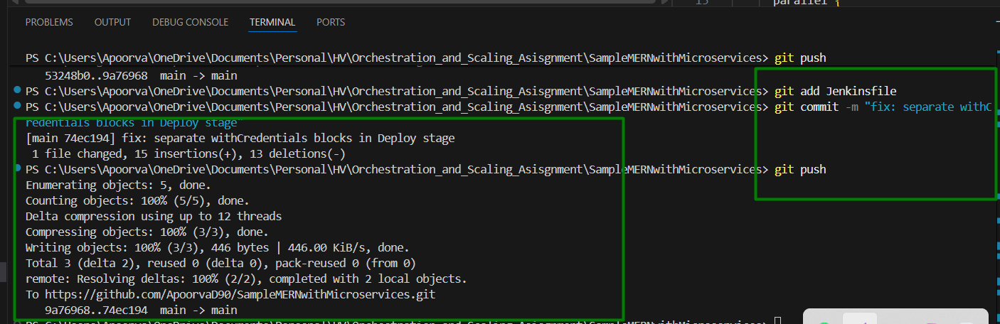 15
parallel {
PROBLEMS OUTPUT DEBUG CONSOLE TERMINAL PORTS
PS C:\Users\Apoorva\OneDrive\Documents\Personal\HV\Orchestration_and_Scaling_Asisgnment\SampleMERNwithMicroservices> git push
53248b0..9a76968 main -> main
PS C:\Users\Apoorva\OneDrive\Documents\Personal\HV\Orchestration_and_Scaling_Asisgnment\SampleMERNwithMicroservices> git add Jenkinsfile
PS C:\Users\Apoorva\OneDrive\Documents\Personal\HV\Orchestration_and_Scaling_Asisgnment\SampleMERNwithMicroservices> git commit -m "fix: separate withC
redentials blocks in Deploy stage"
[main 74ec194] fix: separate withCredentials blocks in Deploy stage
1 file changed, 15 insertions(+), 13 deletions(-)
PS C:\Users\Apoorva\OneDrive\Documents\Personal\HV\Orchestration_and_Scaling_Asisgnment\SampleMERNwithMicroservices> git push
Enumerating objects: 5, done.
Counting objects: 100% (5/5), done.
Delta compression using up to 12 threads
Compressing objects: 100% (3/3), done.
Writing objects: 100% (3/3), 446 bytes | 446.00 KiB/s, done.
Total 3 (delta 2), reused 0 (delta 0), pack-reused 0 (from 0)
remote: Resolving deltas: 100% (2/2), completed with 2 local objects.
To https://github.com/ApoorvaD90/SampleMERNwithMicroservices.git
9a76968..74ec194 main -> main
PS C:\Users\Apoorva\OneDrive\Documents\Personal\HV\Orchestration_and_Scaling_Asisgnment\SampleMERNwithMicroservices>